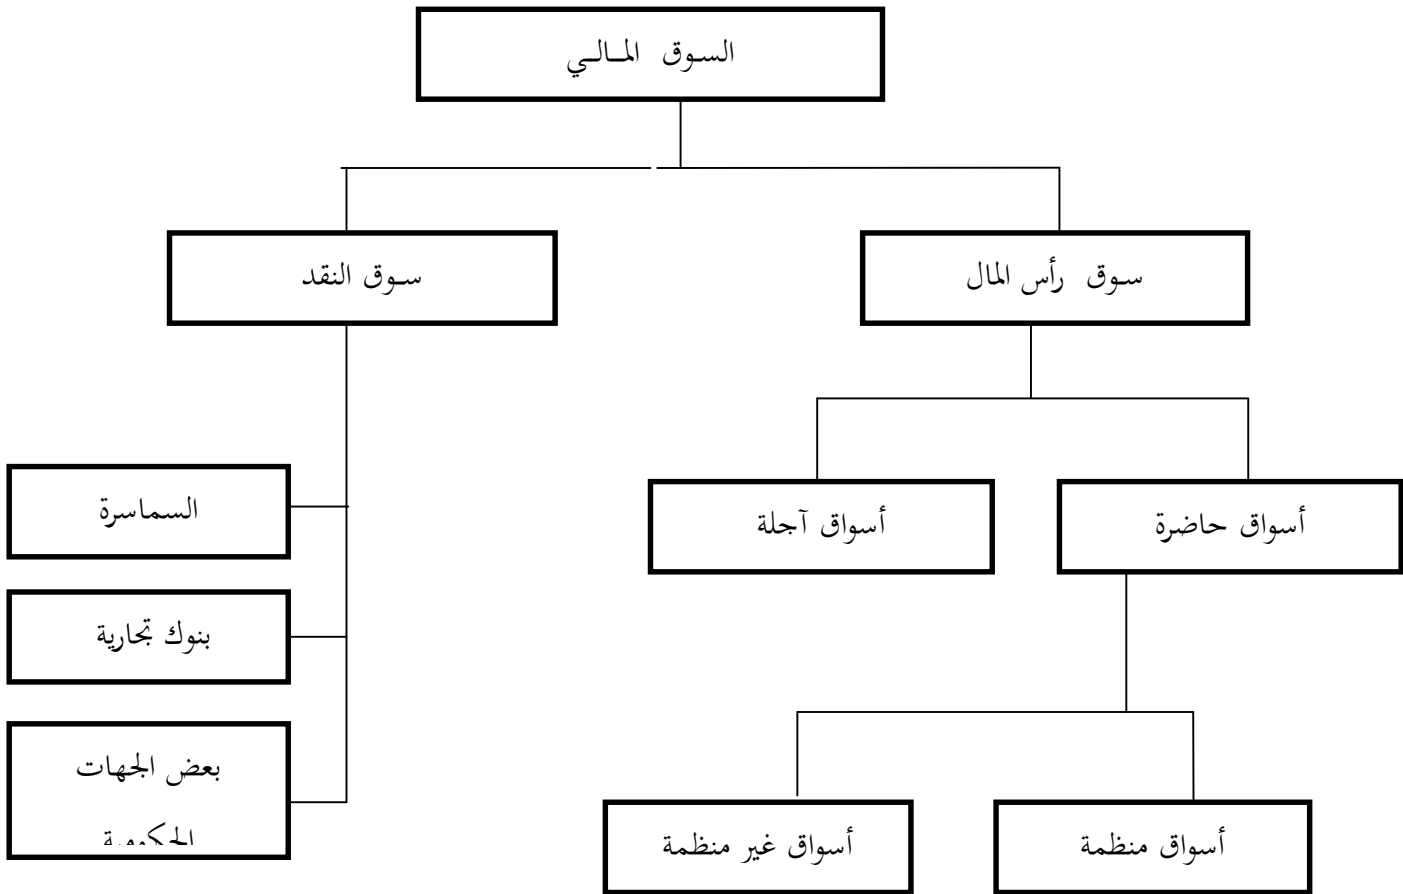 السوق المالي
سوق رأس المال
سوق النقد
أسواق حاضرة
أسواق آجلة
السماسرة
بنوك تجارية
بعض الجهات
الحكومية
أسواق منظمة
أسواق غير منظمة